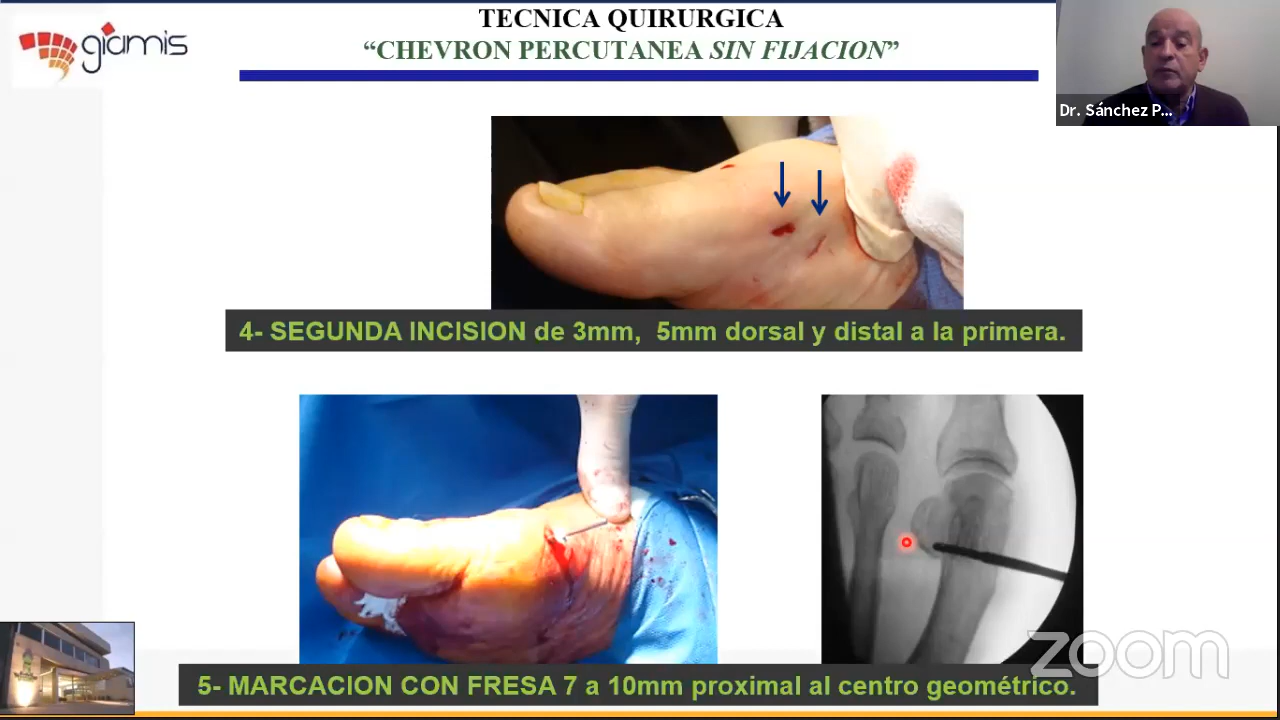 giamis
TECNICA QUIRURGICA
“CHEVRON PERCUTANEA SIN FIJACION”
Dr. Sánchez P...
4- SEGUNDA INCISION de 3mm, 5mm dorsal y distal a la primera.
zoom
5- MARCACION CON FRESA 7 a 10mm proximal al centro geométrico.